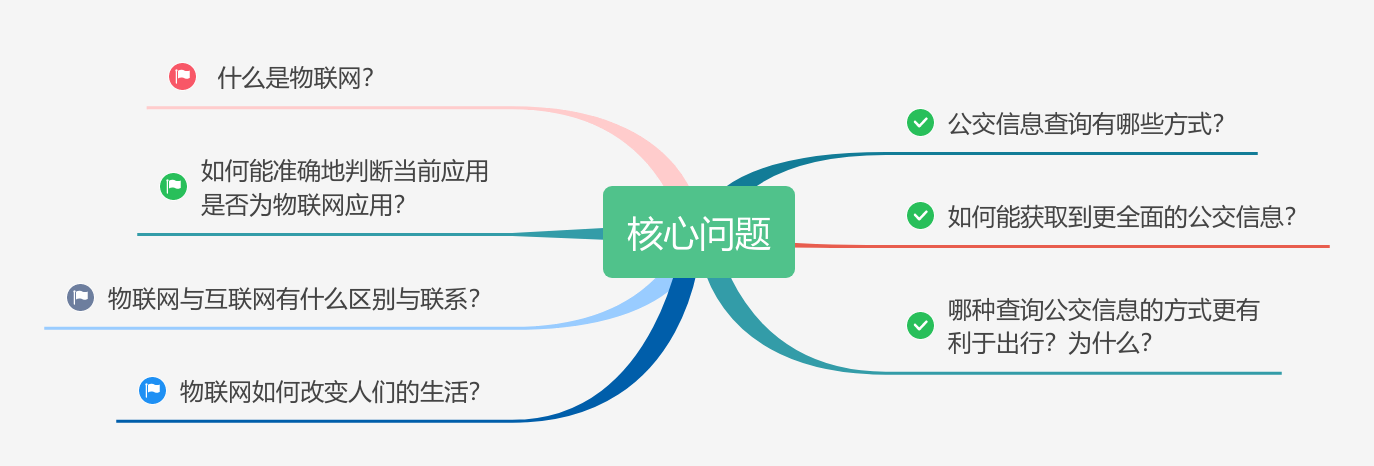 核心问题
什么是物联网?
如何能准确地判断当前应用
是否为物联网应用?
物联网与互联网有什么区别与联系?
物联网如何改变人们的生活?
公交信息查询有哪些方式?
如何能获取到更全面的公交信息?
哪种查询公交信息的方式更有
利于出行？为什么?